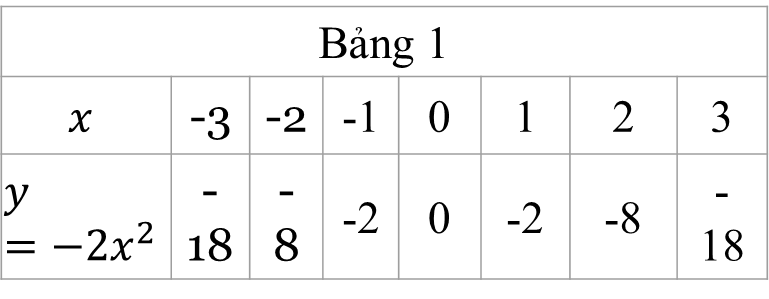 Bảng 1
x -3 -2 -1 0 1 2 3
y = −2x² -18 -8 -2 0 -2 -8 -18